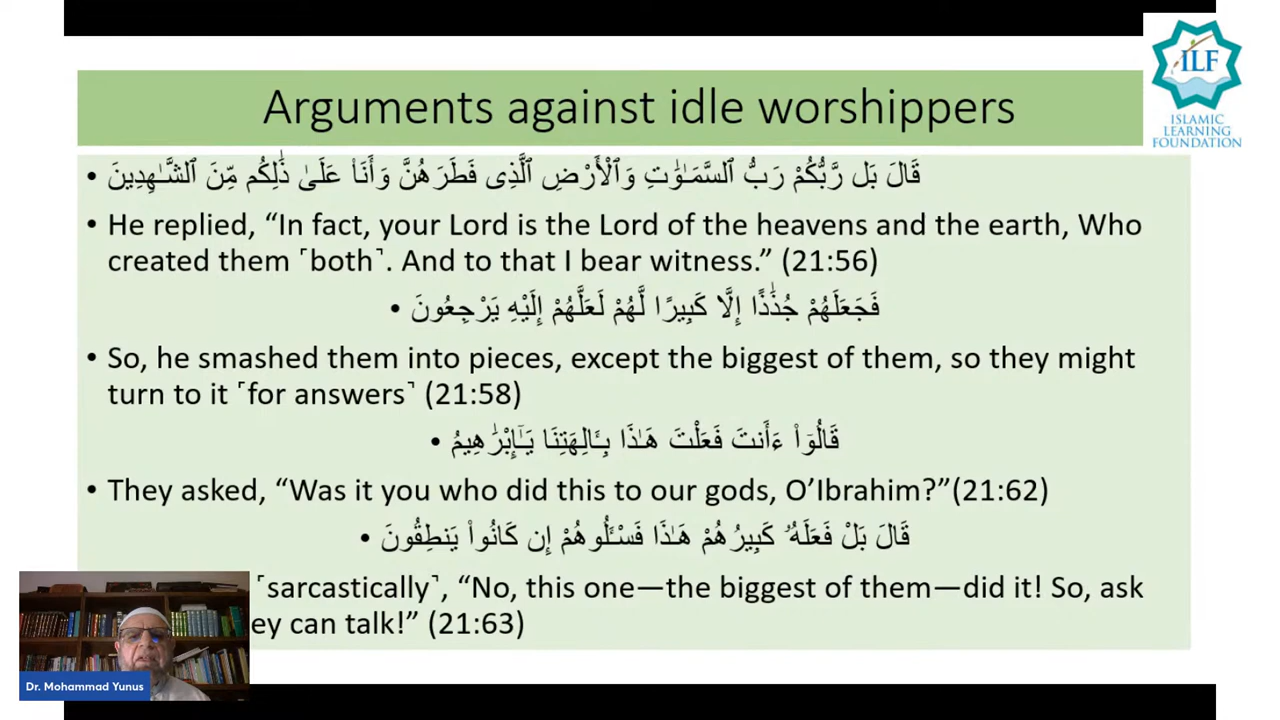 ILF
ISLAMIC
LEARNING
FOUNDATION
Arguments against idle worshippers
• قَالَ بَل رَّبُّكُمْ رَبُّ ٱلسَّمَـٰوَٰتِ وَٱلْأَرْضِ ٱلَّذِى فَطَرَهُنَّ وَأَنَا۠ عَلَىٰ ذَٰلِكُم مِّنَ ٱلشَّـٰهِدِينَ
• He replied, “In fact, your Lord is the Lord of the heavens and the earth, Who
created them ˹both˺. And to that I bear witness.” (21:56)
• فَجَعَلَهُمْ جُذَٰذًا إِلَّا كَبِيرًا لَّهُمْ لَعَلَّهُمْ إِلَيْهِ يَرْجِعُونَ
• So, he smashed them into pieces, except the biggest of them, so they might
turn to it ˹for answers˺ (21:58)
• قَالُوٓا۟ ءَأَنتَ فَعَلْتَ هَـٰذَا بِـَٔالِهَتِنَا يَـٰٓإِبْرَٰهِيمُ
• They asked, “Was it you who did this to our gods, O’Ibrahim?”(21:62)
• قَالَ بَلْ فَعَلَهُۥ كَبِيرُهُمْ هَـٰذَا فَسْـَٔلُوهُمْ إِن كَانُوا۟ يَنطِقُونَ
˹sarcastically˺, “No, this one—the biggest of them—did it! So, ask
can talk!” (21:63)
Dr. Mohammad Yunus